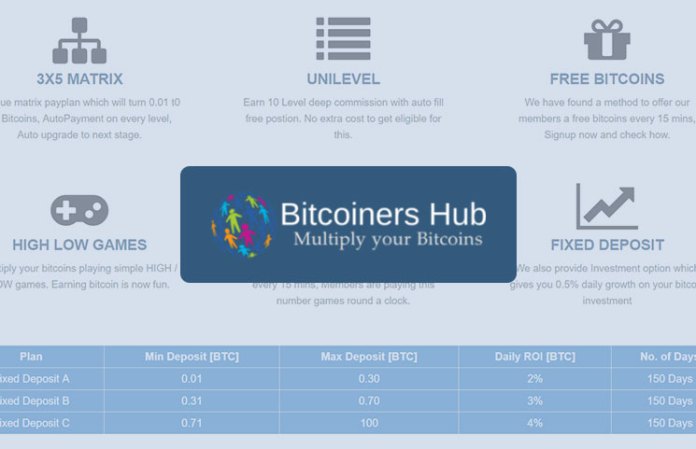 3X5 MATRIX
UNILEVEL
FREE BITCOINS
ue matrix payplan which will turn 0.01 t0
Bitcoins, AutoPayment on every level,
Auto upgrade to next stage.
Earn 10 Level deep commission with auto fill
free postion. No extra cost to get eligible for
this.
We have found a method to offer our
members a free bitcoins every 15 mins,
Signup now and check how.
Bitcoiners Hub
Multiply your Bitcoins
HIGH LOW GAMES
FIXED DEPOSIT
iply your bitcoins playing simple HIGH /
OW games. Earning bitcoin is now fun.
every 15 mins, Members are playing this
number games round a clock.
We also provide Investment option which
gives you 0.5% daily growth on your bitco
investment
Plan Min Deposit [BTC] Max Deposit [BTC] Daily ROI [BTC] No. of Days
ixed Deposit A 0.01 0.30 2% 150 Days
ixed Deposit B 0.31 0.70 3% 150 Days
ixed Deposit C 0.71 100 4% 150 Days